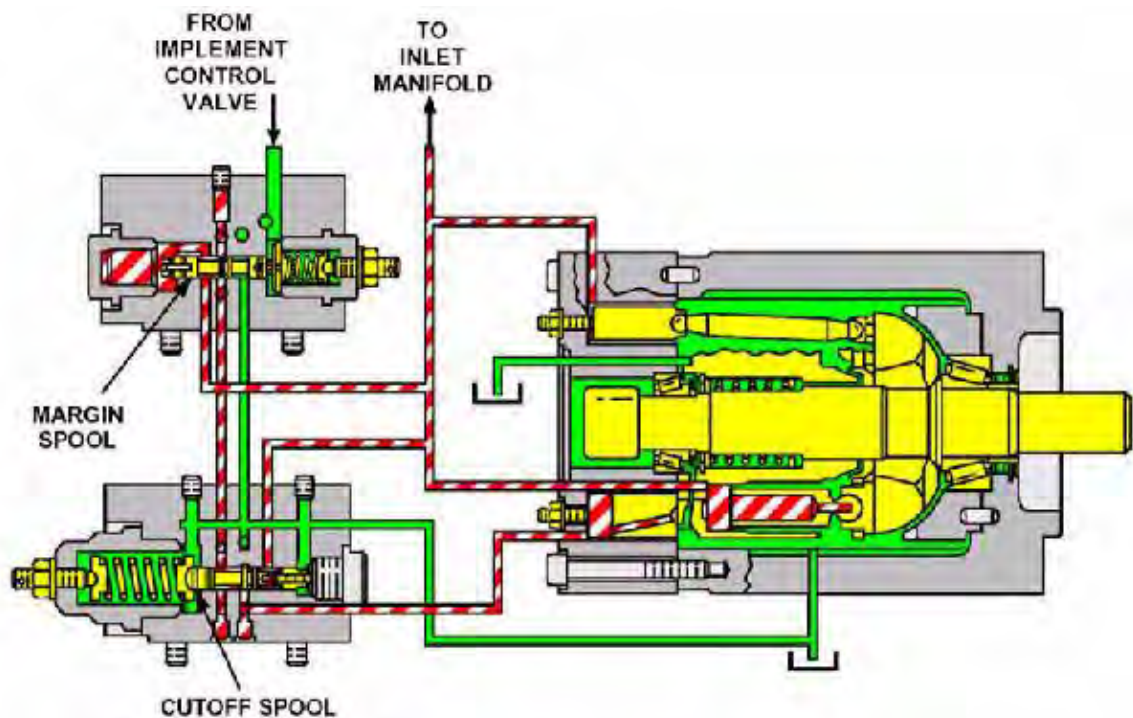 FROM
IMPLEMENT
CONTROL
VALVE
TO
INLET
MANIFOLD
MARGIN
SPOOL
CUTOFF SPOOL